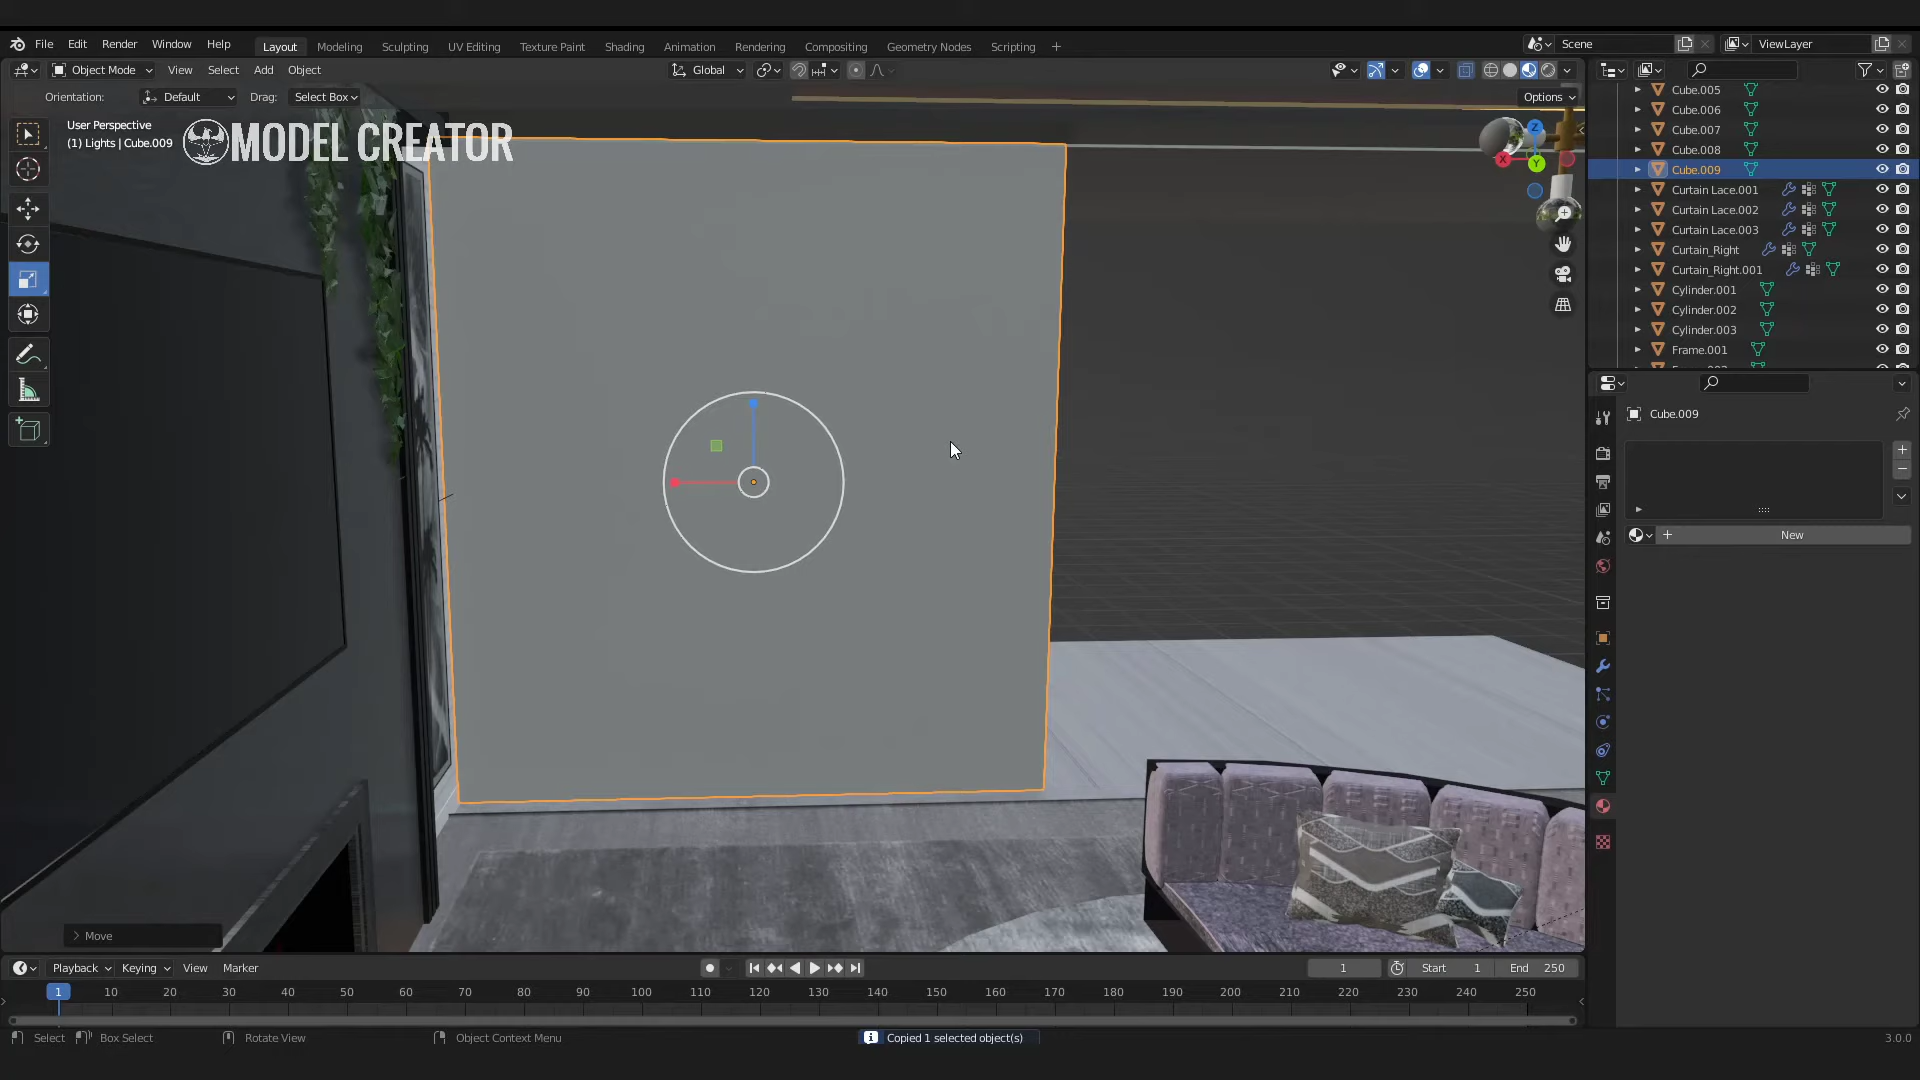 File Edit Render Window Help Layout Modeling Sculpting UV Editing Texture Paint Shading Animation Rendering Compositing Geometry Nodes Scripting + Scene ViewLayer
Object Mode View Select Add Object Global
Orientation: Default Drag: Select Box Options
User Perspective
(1) Lights | Cube.009
MODEL CREATOR
Z
X
Y
Cube.005
Cube.006
Cube.007
Cube.008
Cube.009
Curtain Lace.001
Curtain Lace.002
Curtain Lace.003
Curtain_Right
Curtain_Right.001
Cylinder.001
Cylinder.002
Cylinder.003
Frame.001
Cube.009
New
Move
Playback Keying View Marker 1 Start 1 End 250
1 10 20 30 40 50 60 70 80 90 100 110 120 130 140 150 160 170 180 190 200 210 220 230 240 250
Select Box Select Rotate View Object Context Menu Copied 1 selected object(s) 3.0.0